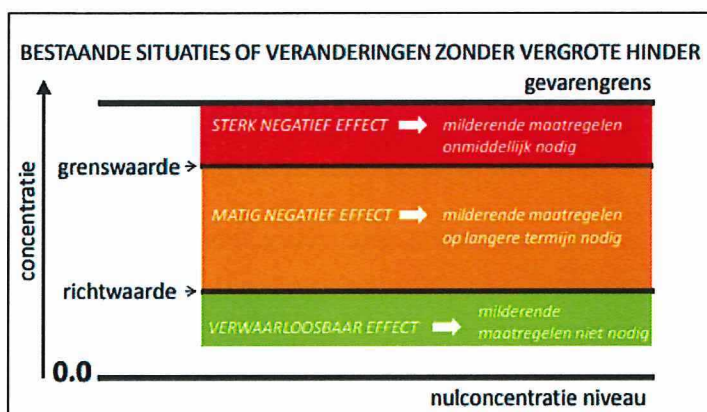 BESTAANDE SITUATIES OF VERANDERINGEN ZONDER VERGROTE HINDER
gevarengrens
STERK NEGATIEF EFFECT
milderende maatregelen
onmiddellijk nodig
grenswaarde
concentratie
MATIG NEGATIEF EFFECT
milderende maatregelen
op langere termijn nodig
richtwaarde
VERWAARLOOSBAAR EFFECT
milderende
maatregelen niet nodig
0.0
nulconcentratie niveau